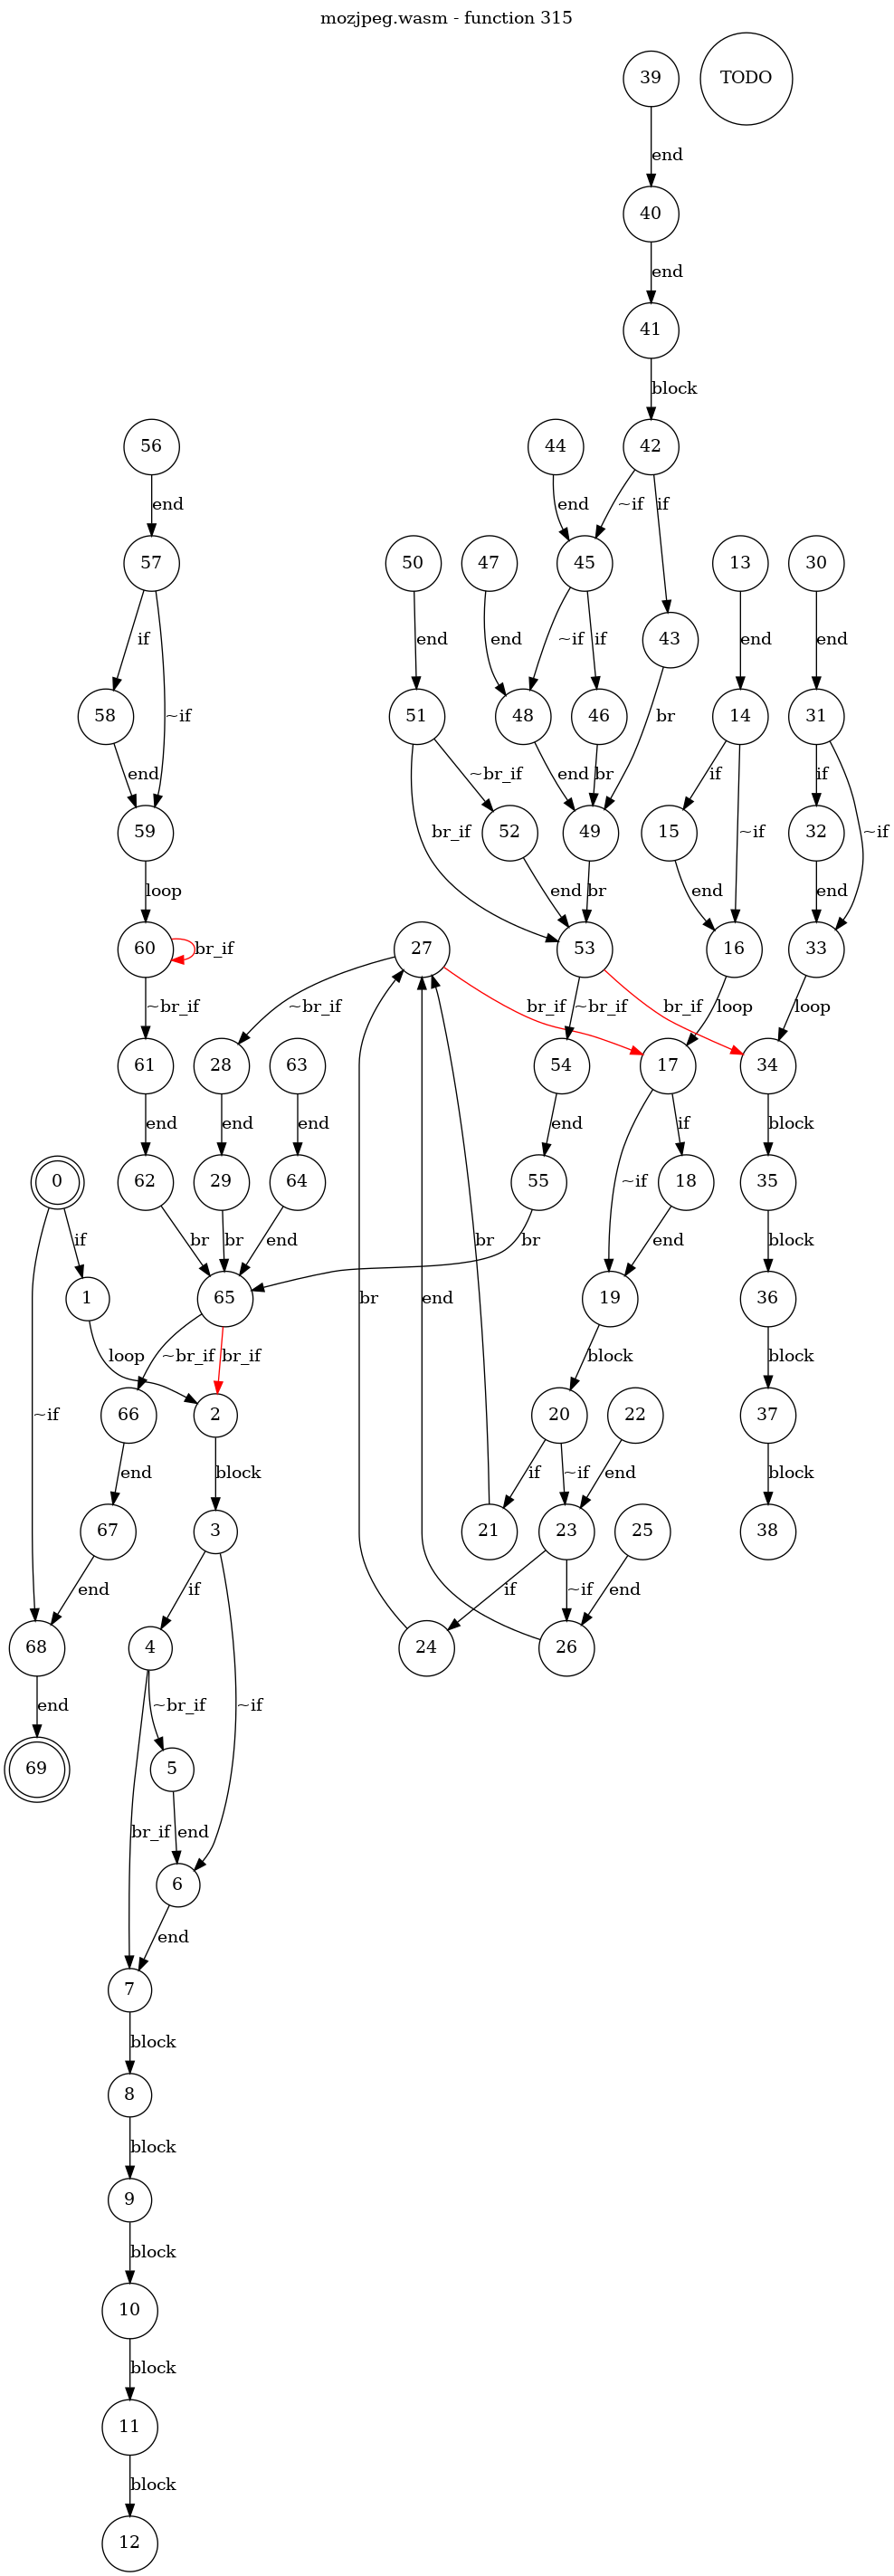 mozjpeg.wasm - function 315
39 TODO
end
40
end
41
block
56 44 42
end end ~if if
57 50 47 45 13 30
if ~if end end ~if if 43 end end
58 51 48 46 14 31
end ~br_if end br br if ~if if ~if
59 br_if 52 49 15 32
loop end br end end
60 br_if 27 53 16 33
~br_if ~br_if br_if ~br_if br_if loop loop
61 28 63 54 17 34
end end end end if block
0 62 29 64 55 ~if 18 35
if br br end br br end block
1 65 19 36
loop ~br_if br_if br end block block
~if 66 2 20 22 37
end block if ~if end block
67 3 21 23 25 38
end if if ~if end
68 4 24 26
end ~br_if ~if
69 5
br_if end
6
end
7
block
8
block
9
block
10
block
11
block
12